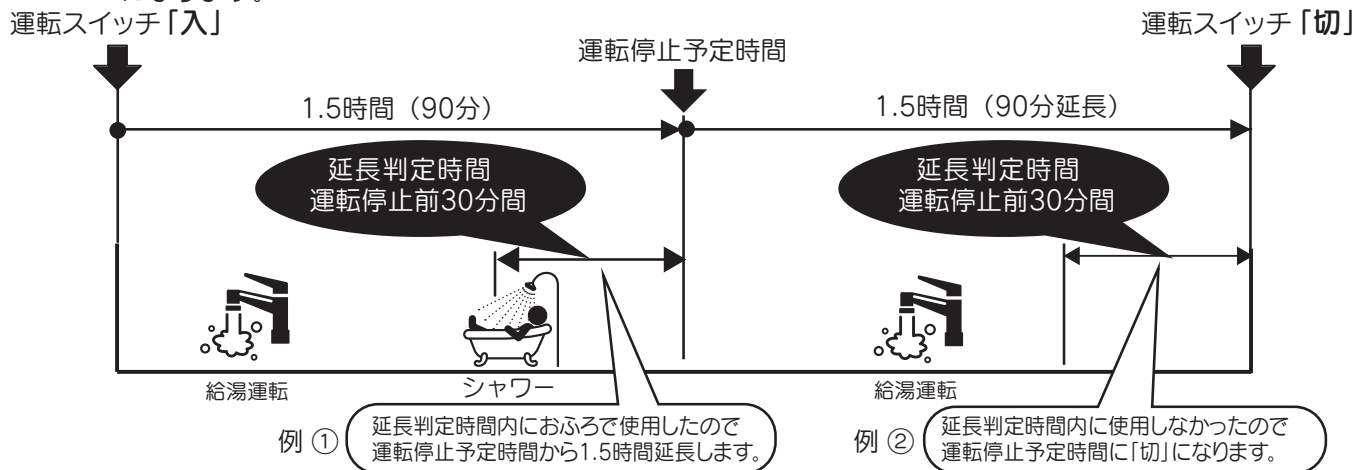 運転スイッチ「入」
運転スイッチ「切」
運転停止予定時間
1.5時間（90分）
1.5時間（90分延長）
延長判定時間
運転停止前30分間
延長判定時間
運転停止前30分間
給湯運転
シャワー
給湯運転
例 ①
延長判定時間内におふろで使用したので
運転停止予定時間から1.5時間延長します。
例 ②
延長判定時間内に使用しなかったので
運転停止予定時間に「切」になります。